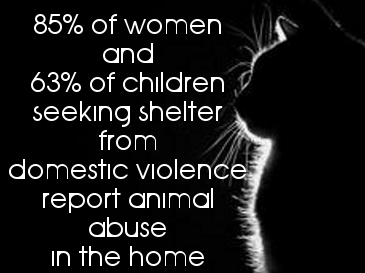 85% of women
and
63% of children
seeking shelter
from
domestic violence
report animal
abuse
in the home